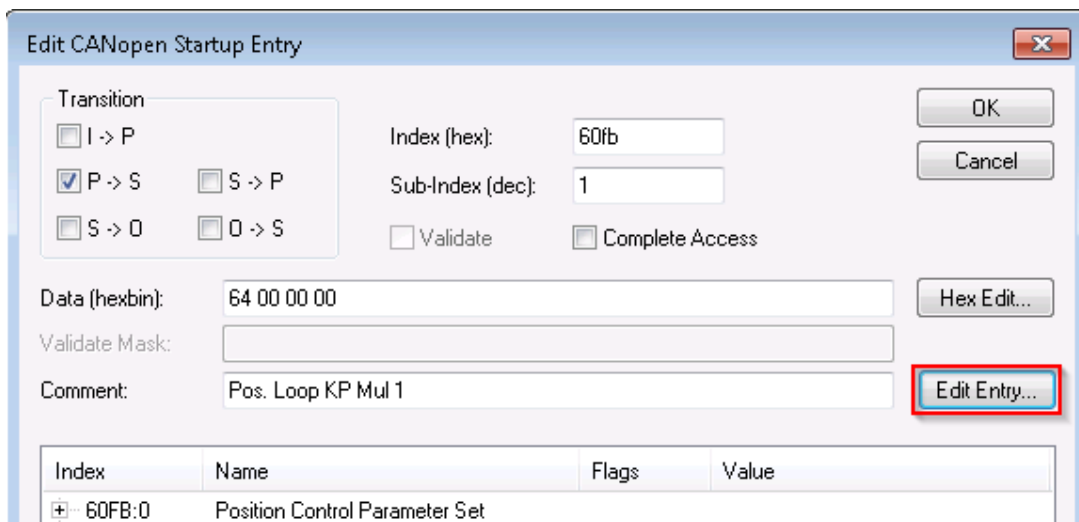 Edit CANopen Startup Entry
Transition
I -> P
P -> S
S -> P
S -> O
O -> S
Index (hex):
60fb
Sub-Index (dec):
1
Validate
Complete Access
OK
Cancel
Data (hexbin):
64 00 00 00
Hex Edit...
Validate Mask:
Comment:
Pos. Loop KP Mul 1
Edit Entry...
Index Name Flags Value
60FB:0 Position Control Parameter Set